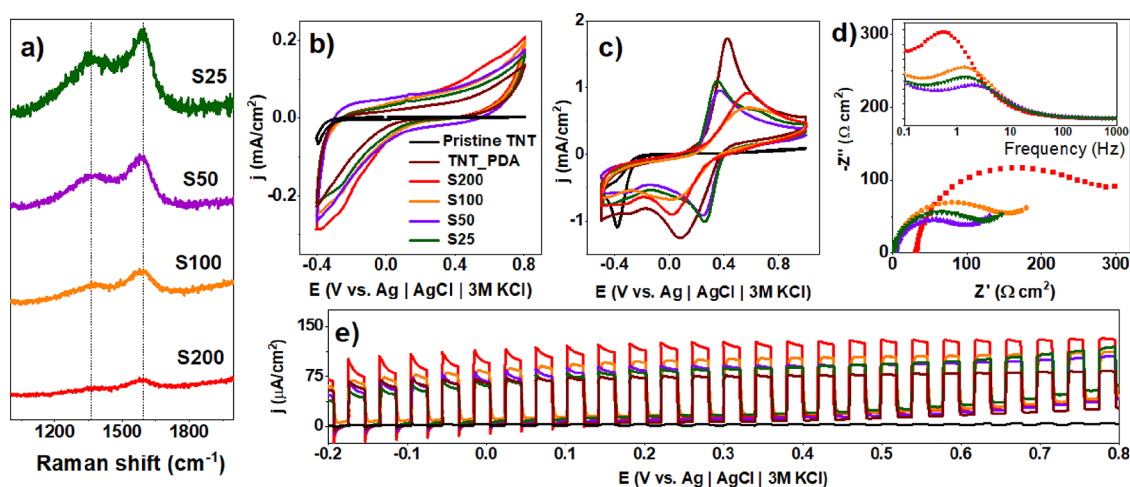 a)
S25
S50
S100
S200
1200 1500 1800
Raman shift (cm⁻¹)
b)
0.2
0.0
-0.2
j (mA/cm²)
Pristine TNT
TNT_PDA
S200
S100
S50
S25
-0.4 0.0 0.4 0.8
E (V vs. Ag | AgCl | 3M KCl)
c)
2
1
0
-1
j (mA/cm²)
-0.4 0.0 0.4 0.8
E (V vs. Ag | AgCl | 3M KCl)
d)
300
200
100
0
-Z'' (Ω cm²)
0.1 1 10 100 1000
Frequency (Hz)
0 100 200 300
Z' (Ω cm²)
e)
150
75
0
j (μA/cm²)
-0.2 -0.1 0.0 0.1 0.2 0.3 0.4 0.5 0.6 0.7 0.8
E (V vs. Ag | AgCl | 3M KCl)